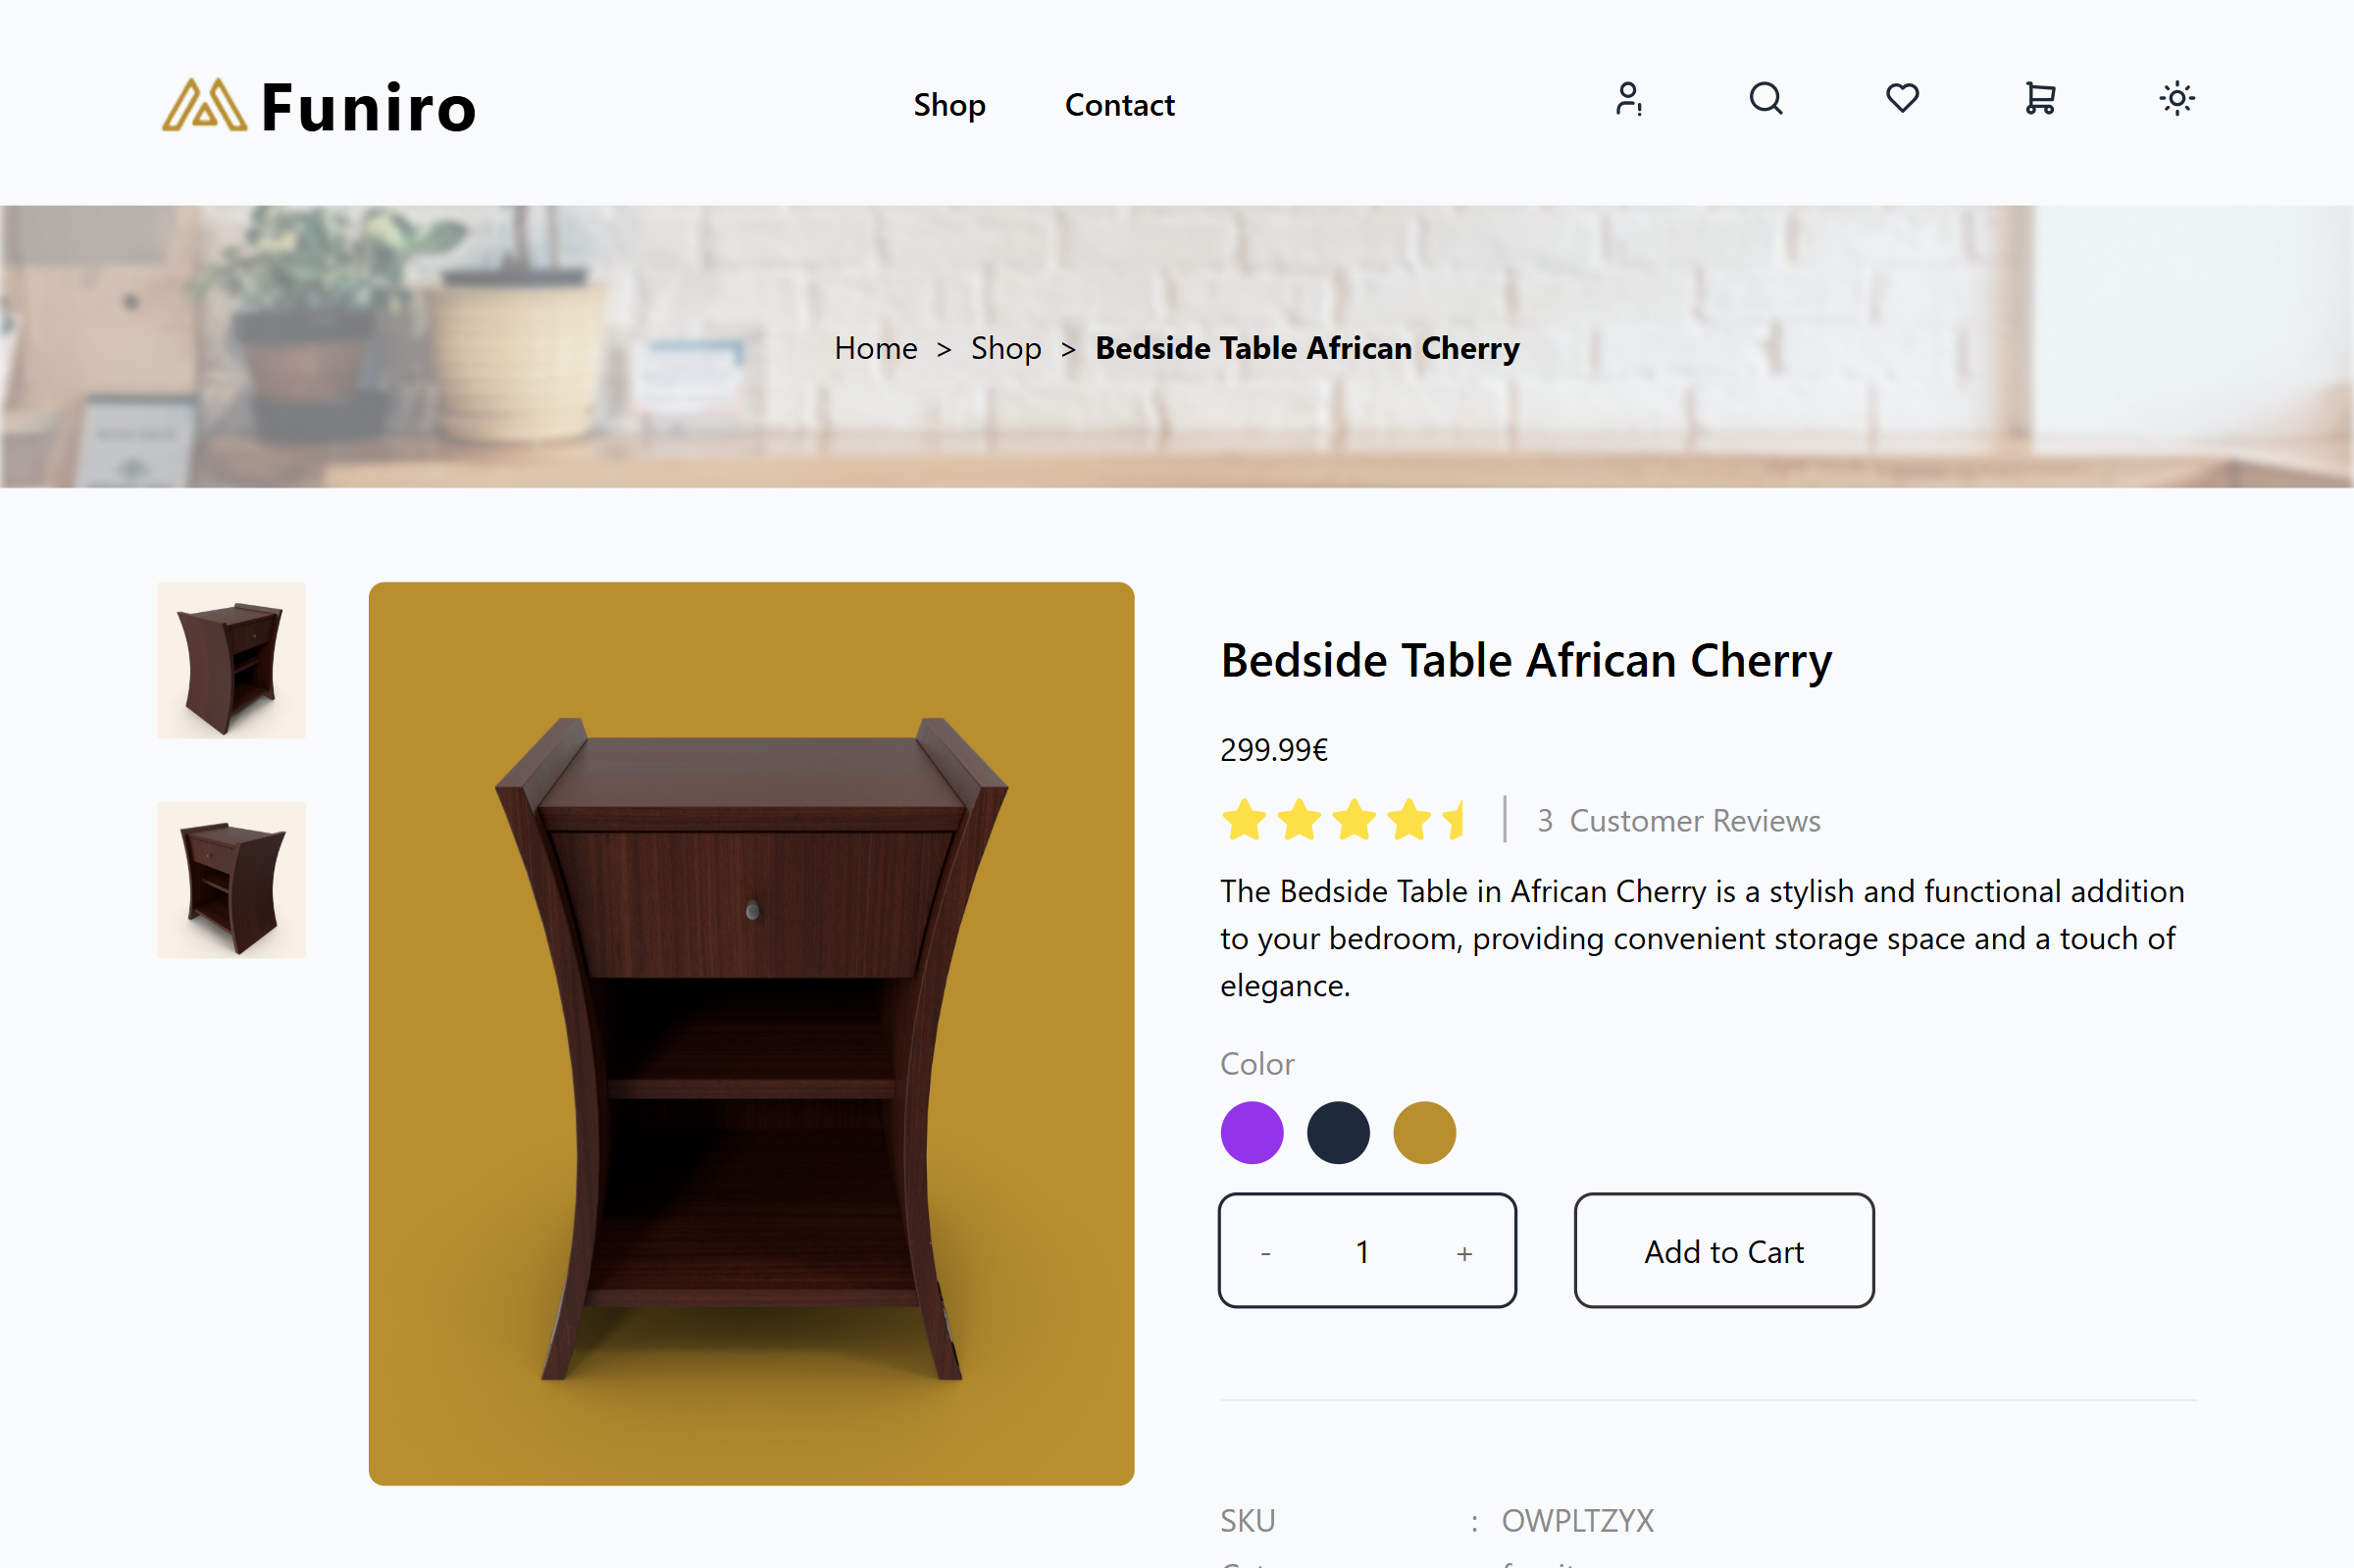 Funiro
Shop Contact
Home > Shop > Bedside Table African Cherry
Bedside Table African Cherry
299.99€
3 Customer Reviews
The Bedside Table in African Cherry is a stylish and functional addition
to your bedroom, providing convenient storage space and a touch of
elegance.
Color
- 1 +
Add to Cart
SKU : OWPLTZYX